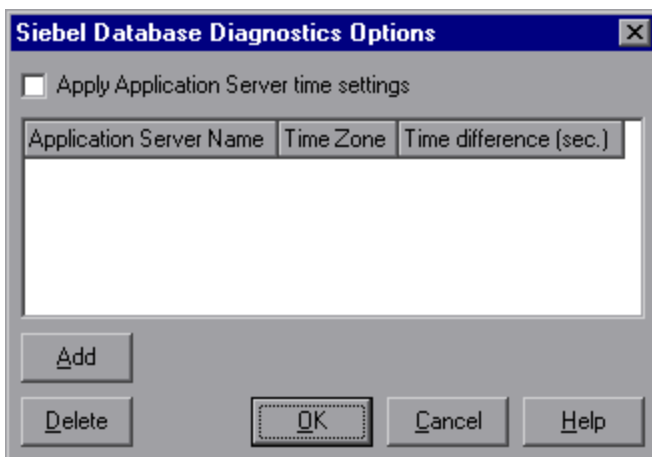 Siebel Database Diagnostics Options
Apply Application Server time settings
Application Server Name Time Zone Time difference (sec.)
Add
Delete OK Cancel Help